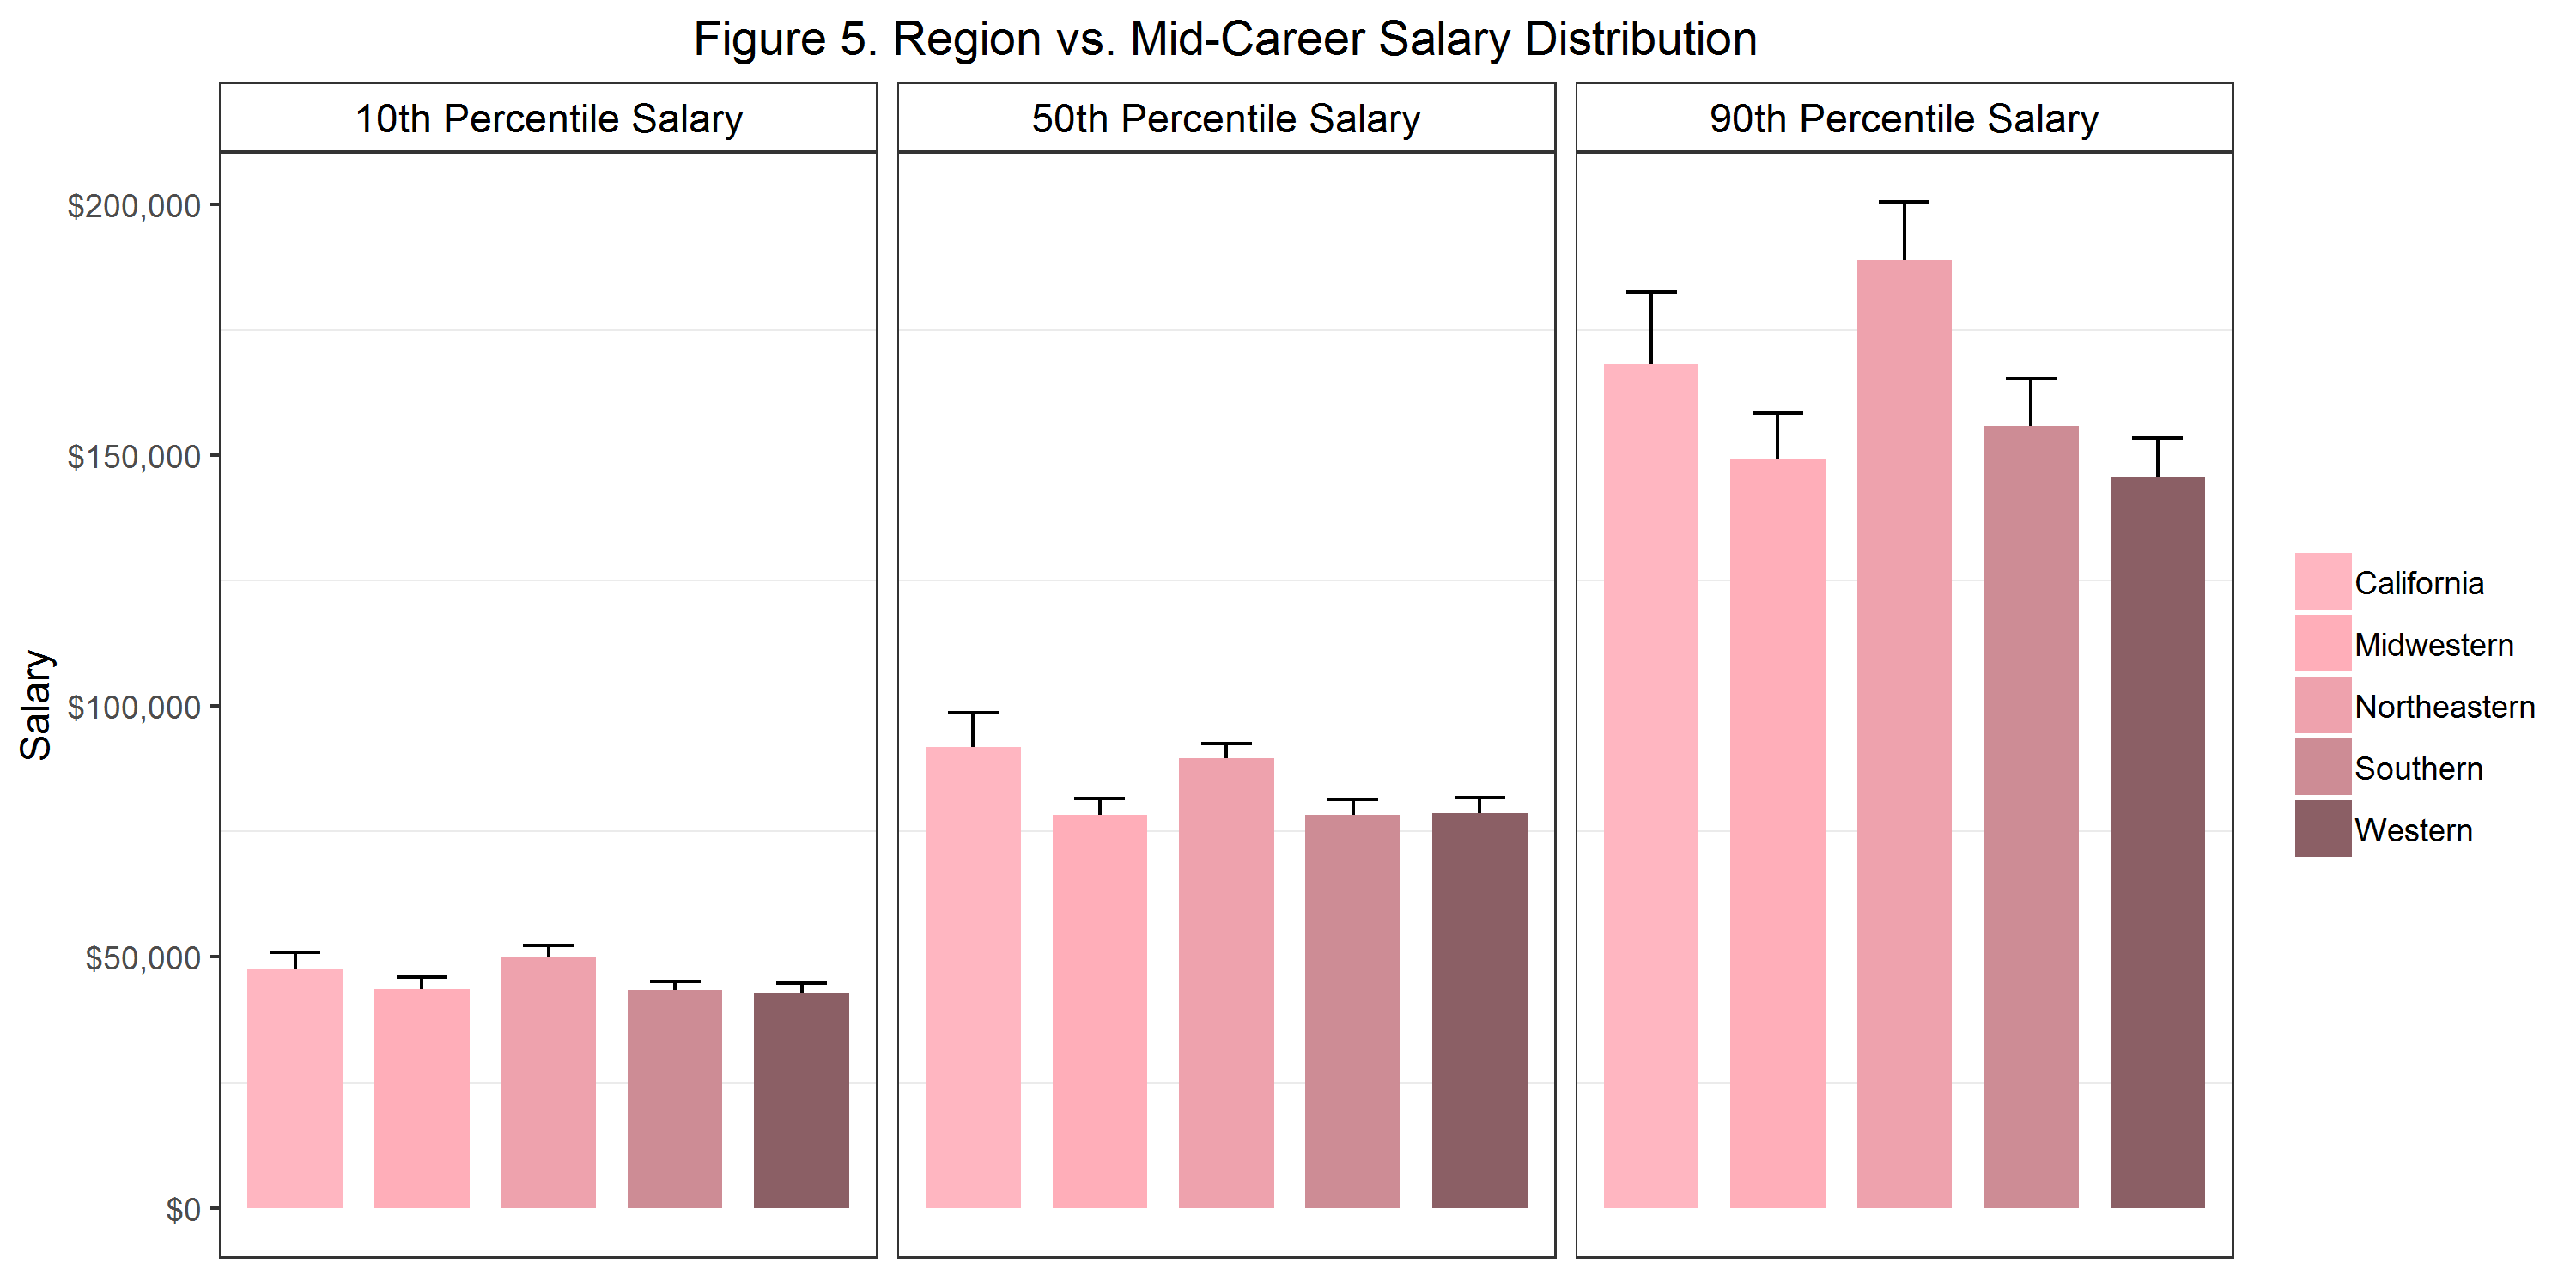 Figure 5. Region vs. Mid-Career Salary Distribution
10th Percentile Salary
50th Percentile Salary
90th Percentile Salary
Salary
$200,000
$150,000
$100,000
$50,000
$0
California
Midwestern
Northeastern
Southern
Western